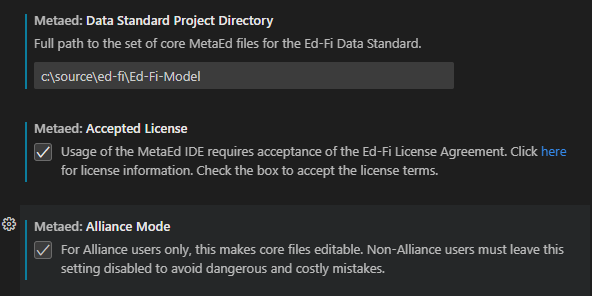 Metaed: Data Standard Project Directory
Full path to the set of core MetaEd files for the Ed-Fi Data Standard.
c:\source\ed-fi\Ed-Fi-Model
Metaed: Accepted License
Usage of the MetaEd IDE requires acceptance of the Ed-Fi License Agreement. Click here
for license information. Check the box to accept the license terms.
Metaed: Alliance Mode
For Alliance users only, this makes core files editable. Non-Alliance users must leave this
setting disabled to avoid dangerous and costly mistakes.